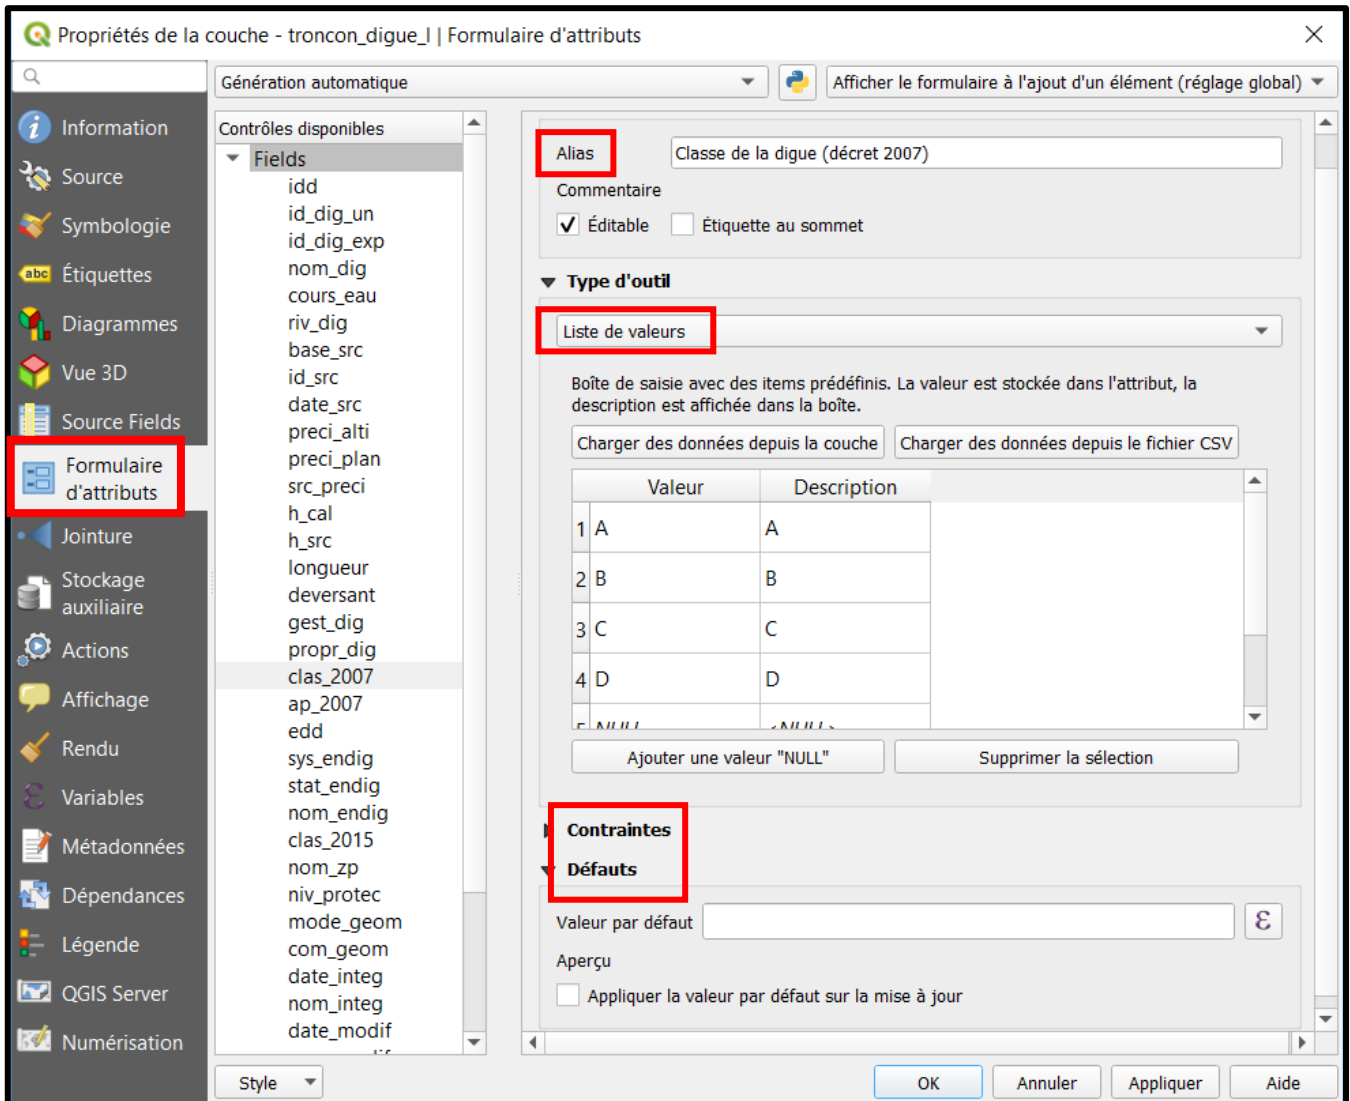 Propriétés de la couche - troncon_digue_l | Formulaire d'attributs
Génération automatique
Afficher le formulaire à l'ajout d'un élément (réglage global)
Information
Source
Symbologie
abc Étiquettes
Diagrammes
Vue 3D
Source Fields
Formulaire
d'attributs
Jointure
Stockage
auxiliaire
Actions
Affichage
Rendu
Variables
Métadonnées
Dépendances
Légende
QGIS Server
Numérisation
Contrôles disponibles
Fields
idd
id_dig_un
id_dig_exp
nom_dig
cours_eau
riv_dig
base_src
id_src
date_src
preci_alti
preci_plan
src_preci
h_cal
h_src
longueur
deversant
gest_dig
propr_dig
clas_2007
ap_2007
edd
sys_endig
stat_endig
nom_endig
clas_2015
nom_zp
niv_protec
mode_geom
com_geom
date_integ
nom_integ
date_modif
Alias
Classe de la digue (décret 2007)
Commentaire
Éditable
Étiquette au sommet
Type d'outil
Liste de valeurs
Boîte de saisie avec des items prédéfinis. La valeur est stockée dans l'attribut, la
description est affichée dans la boîte.
Charger des données depuis la couche
Charger des données depuis le fichier CSV
Valeur Description
1 A A
2 B B
3 C C
4 D D
5 NULL <NULL>
Ajouter une valeur "NULL"
Supprimer la sélection
Contraintes
Défauts
Valeur par défaut
ε
Aperçu
Appliquer la valeur par défaut sur la mise à jour
Style
OK
Annuler
Appliquer
Aide